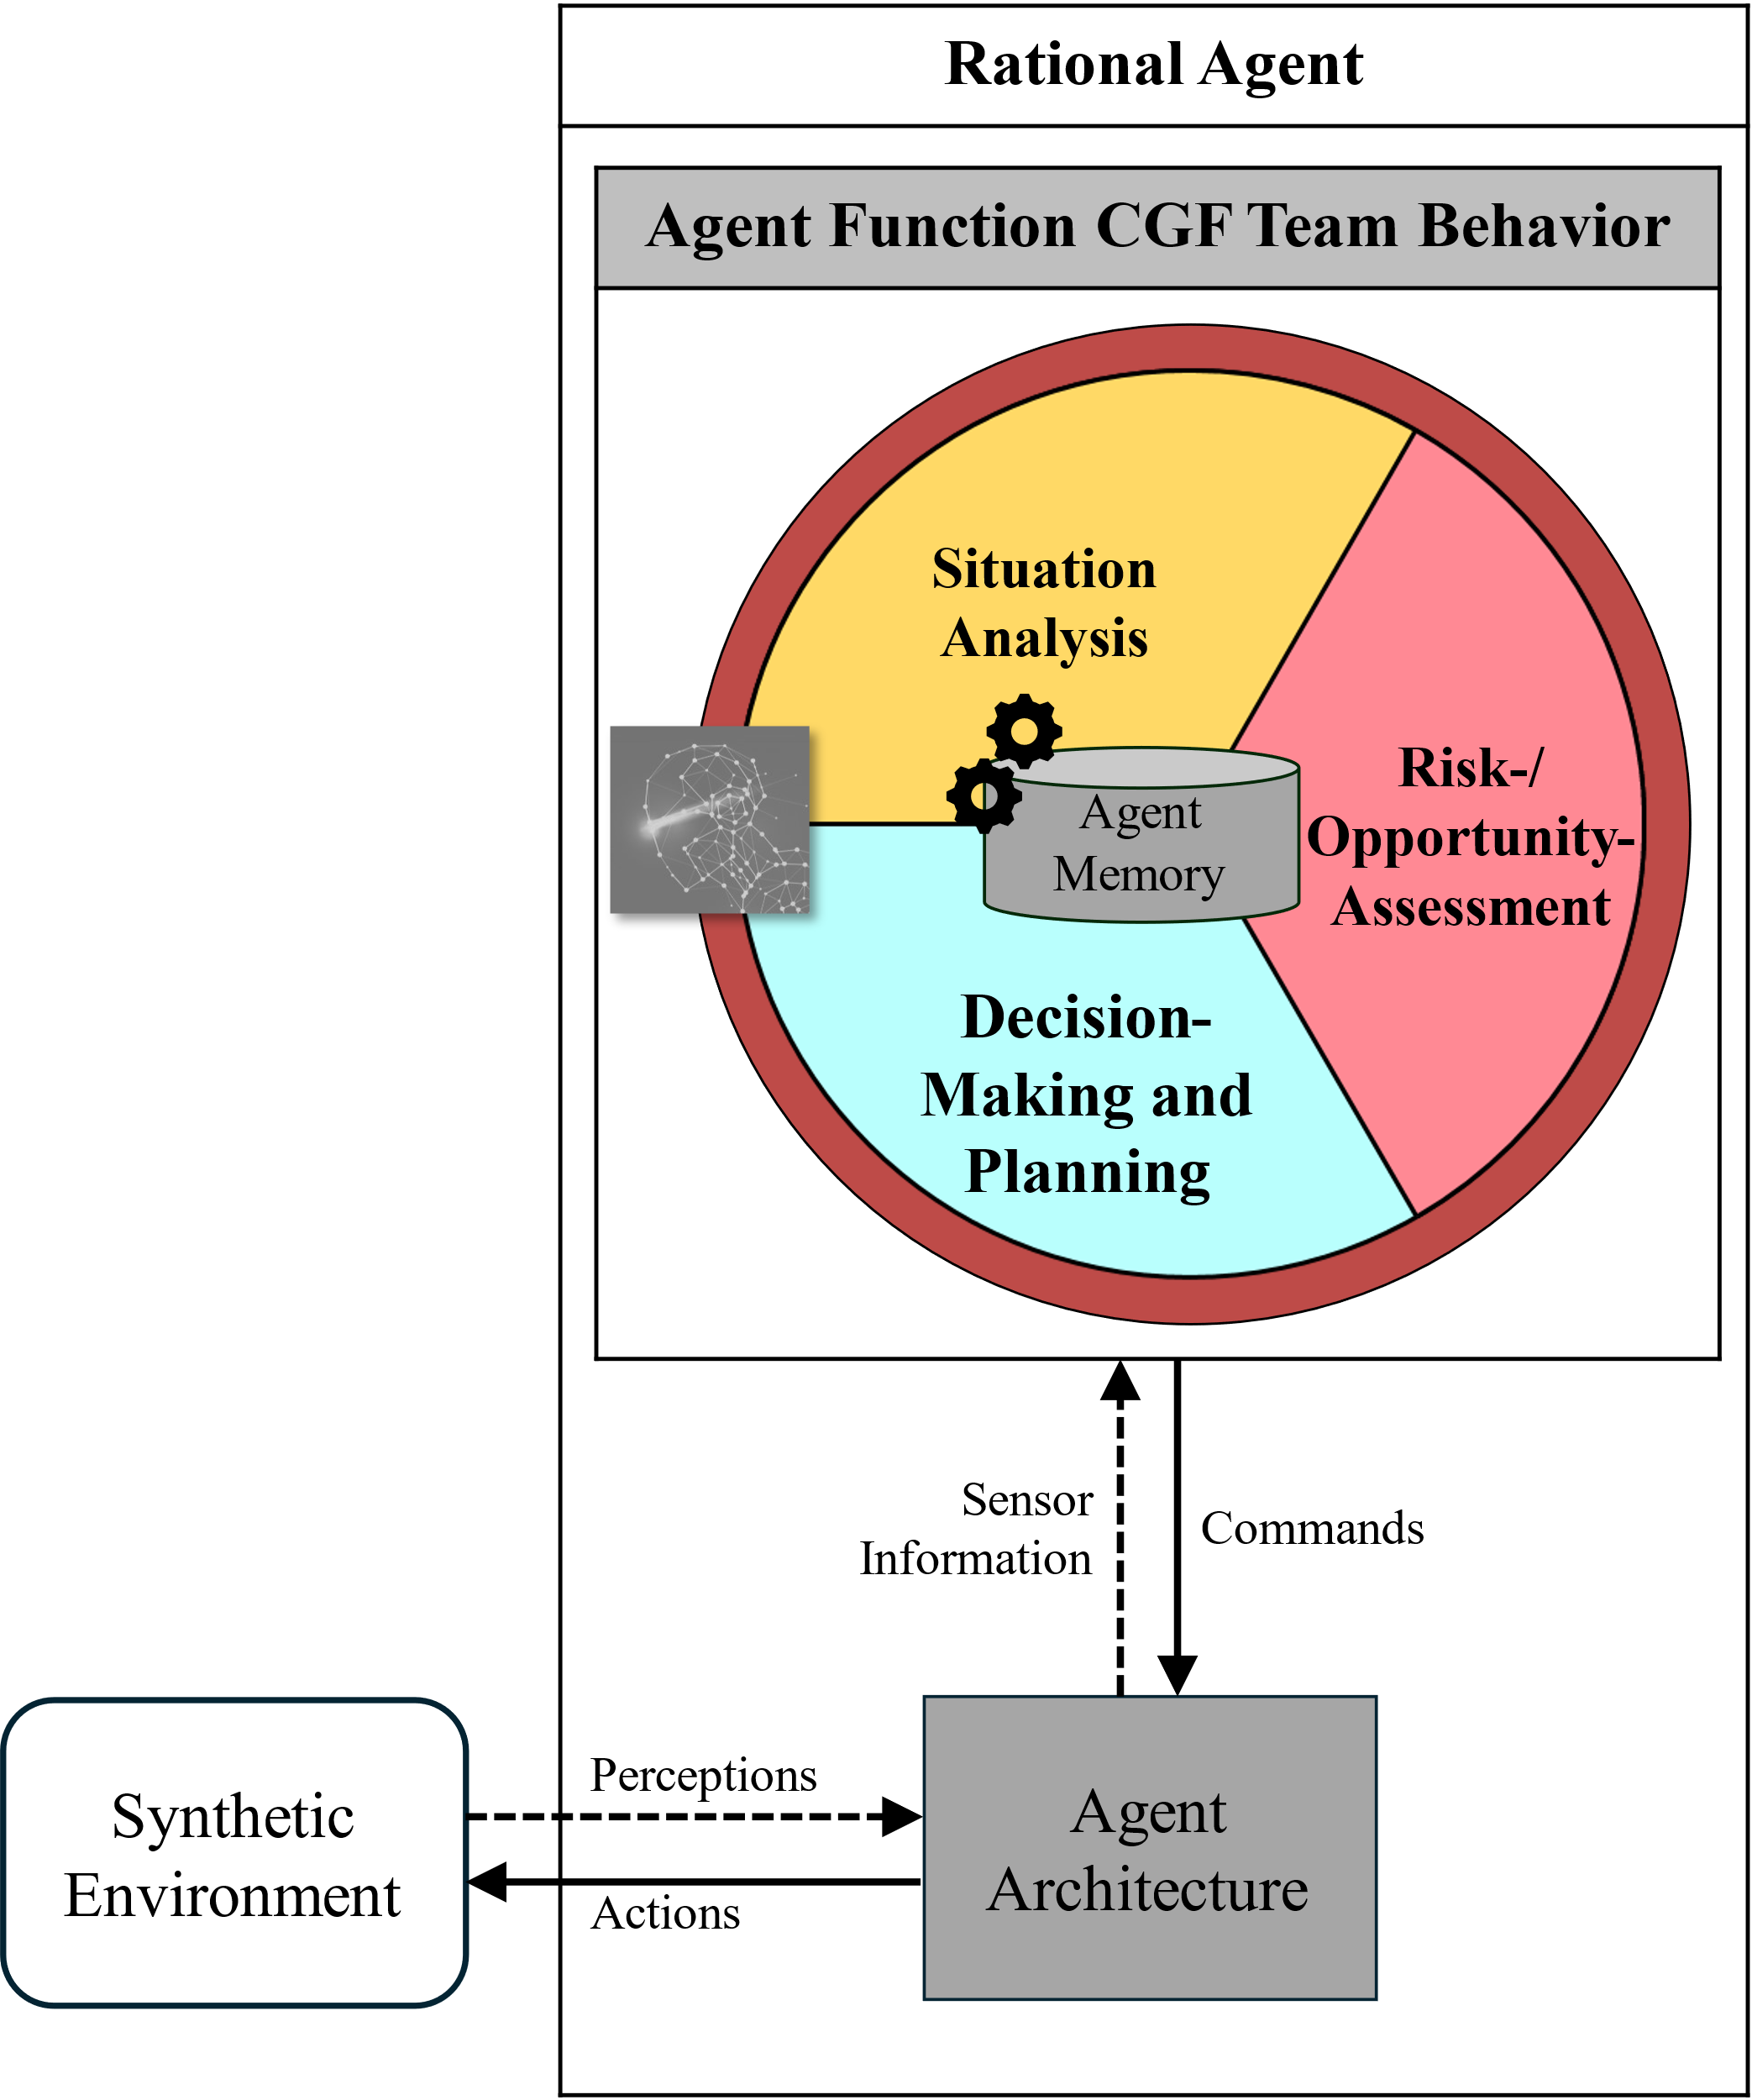 Rational Agent
Agent Function CGF Team Behavior
Situation
Analysis
Risk-/
Opportunity-
Assessment
Agent
Memory
Decision-
Making and
Planning
Sensor
Information
Commands
Perceptions
Actions
Synthetic
Environment
Agent
Architecture